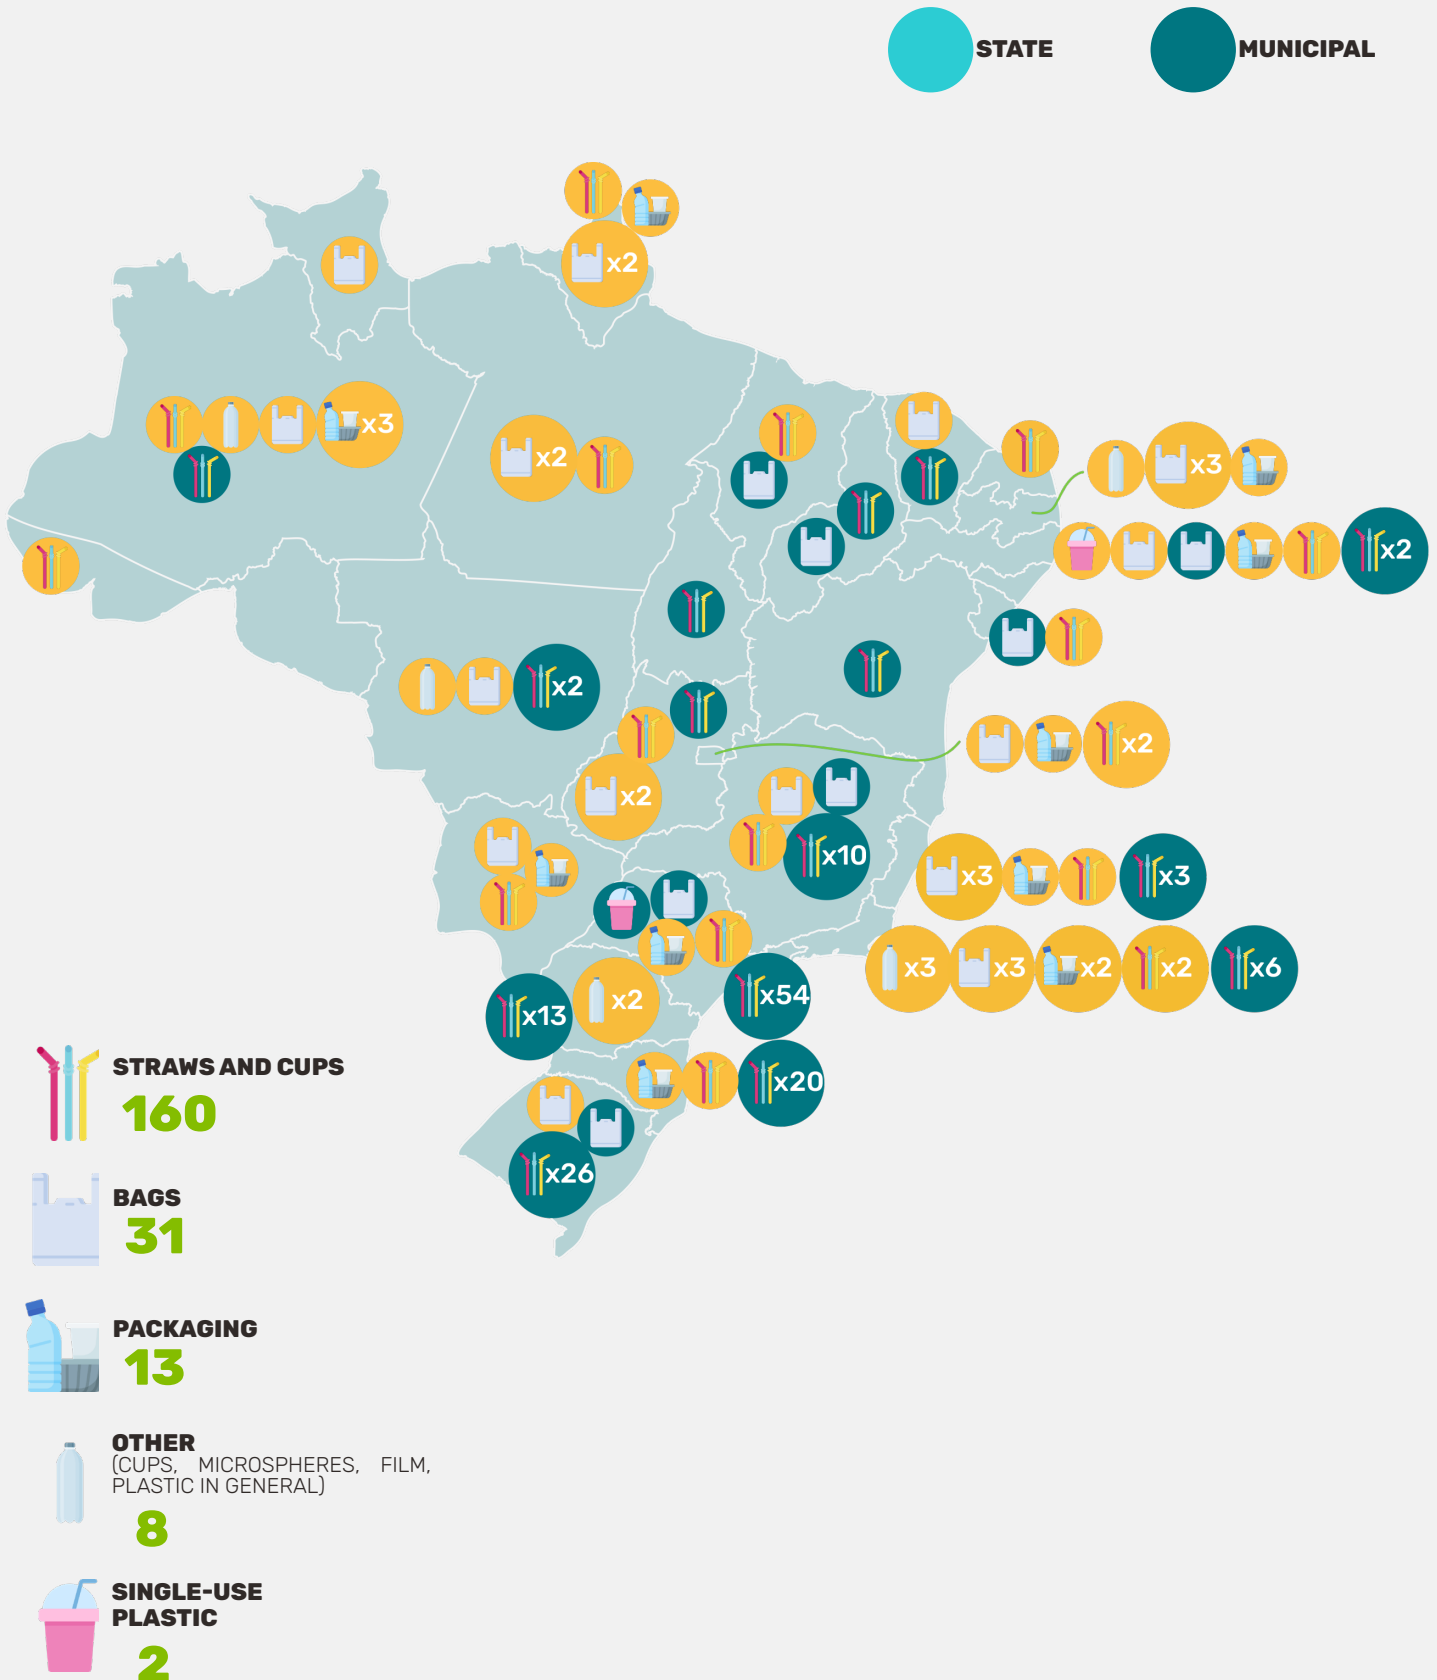 STATE
MUNICIPAL
x2
x3
x2
x3
x2
x2
x2
x2
x10
x3
x3
x3
x3
x2
x2
x6
x54
x2
x13
x20
x26
STRAWS AND CUPS
160
BAGS
31
PACKAGING
13
OTHER
(CUPS, MICROSPHERES, FILM,
PLASTIC IN GENERAL)
8
SINGLE-USE
PLASTIC
2